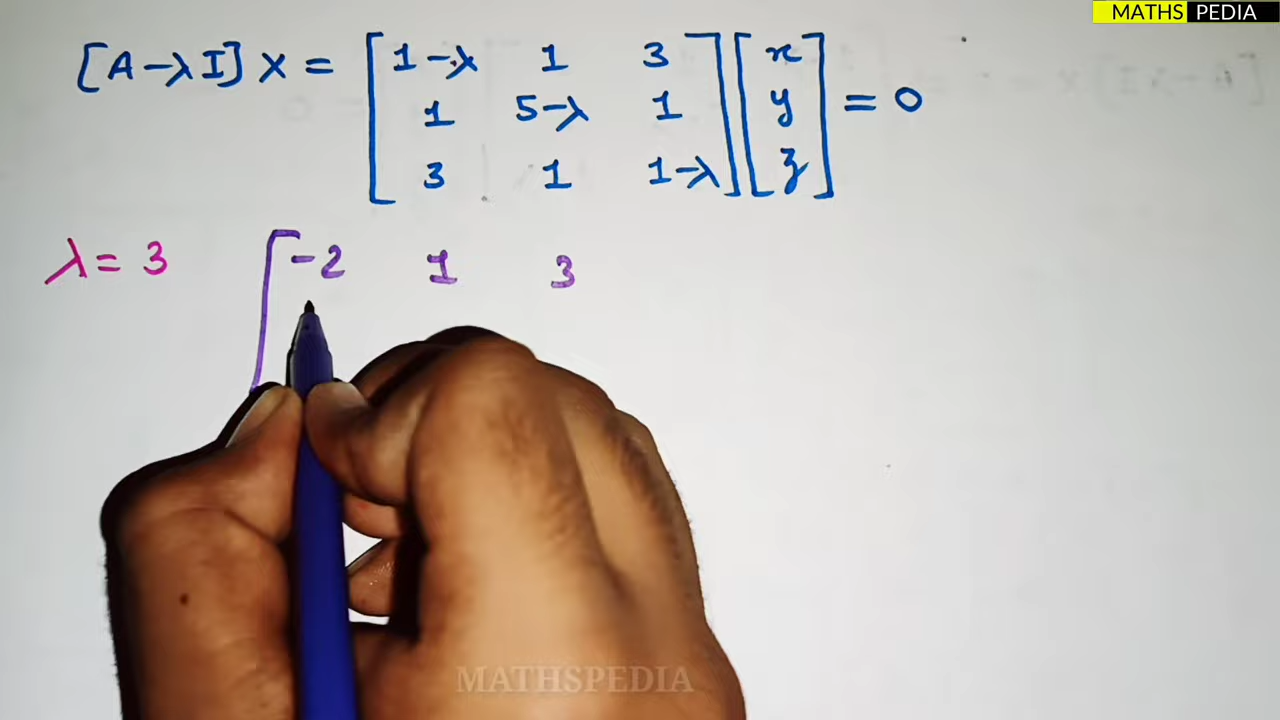 MATHS PEDIA
[A-λI] X = [1-λ 1 3] [x]
1 5-λ 1 y = 0
3 1 1-λ z
λ = 3 [-2 1 3
MATHSPEDIA